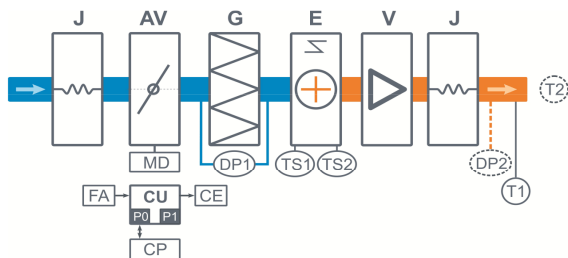 J AV G E V J
T2
MD DP1 TS1 TS2 DP2
T1
FA CU CE
P0 P1
CP